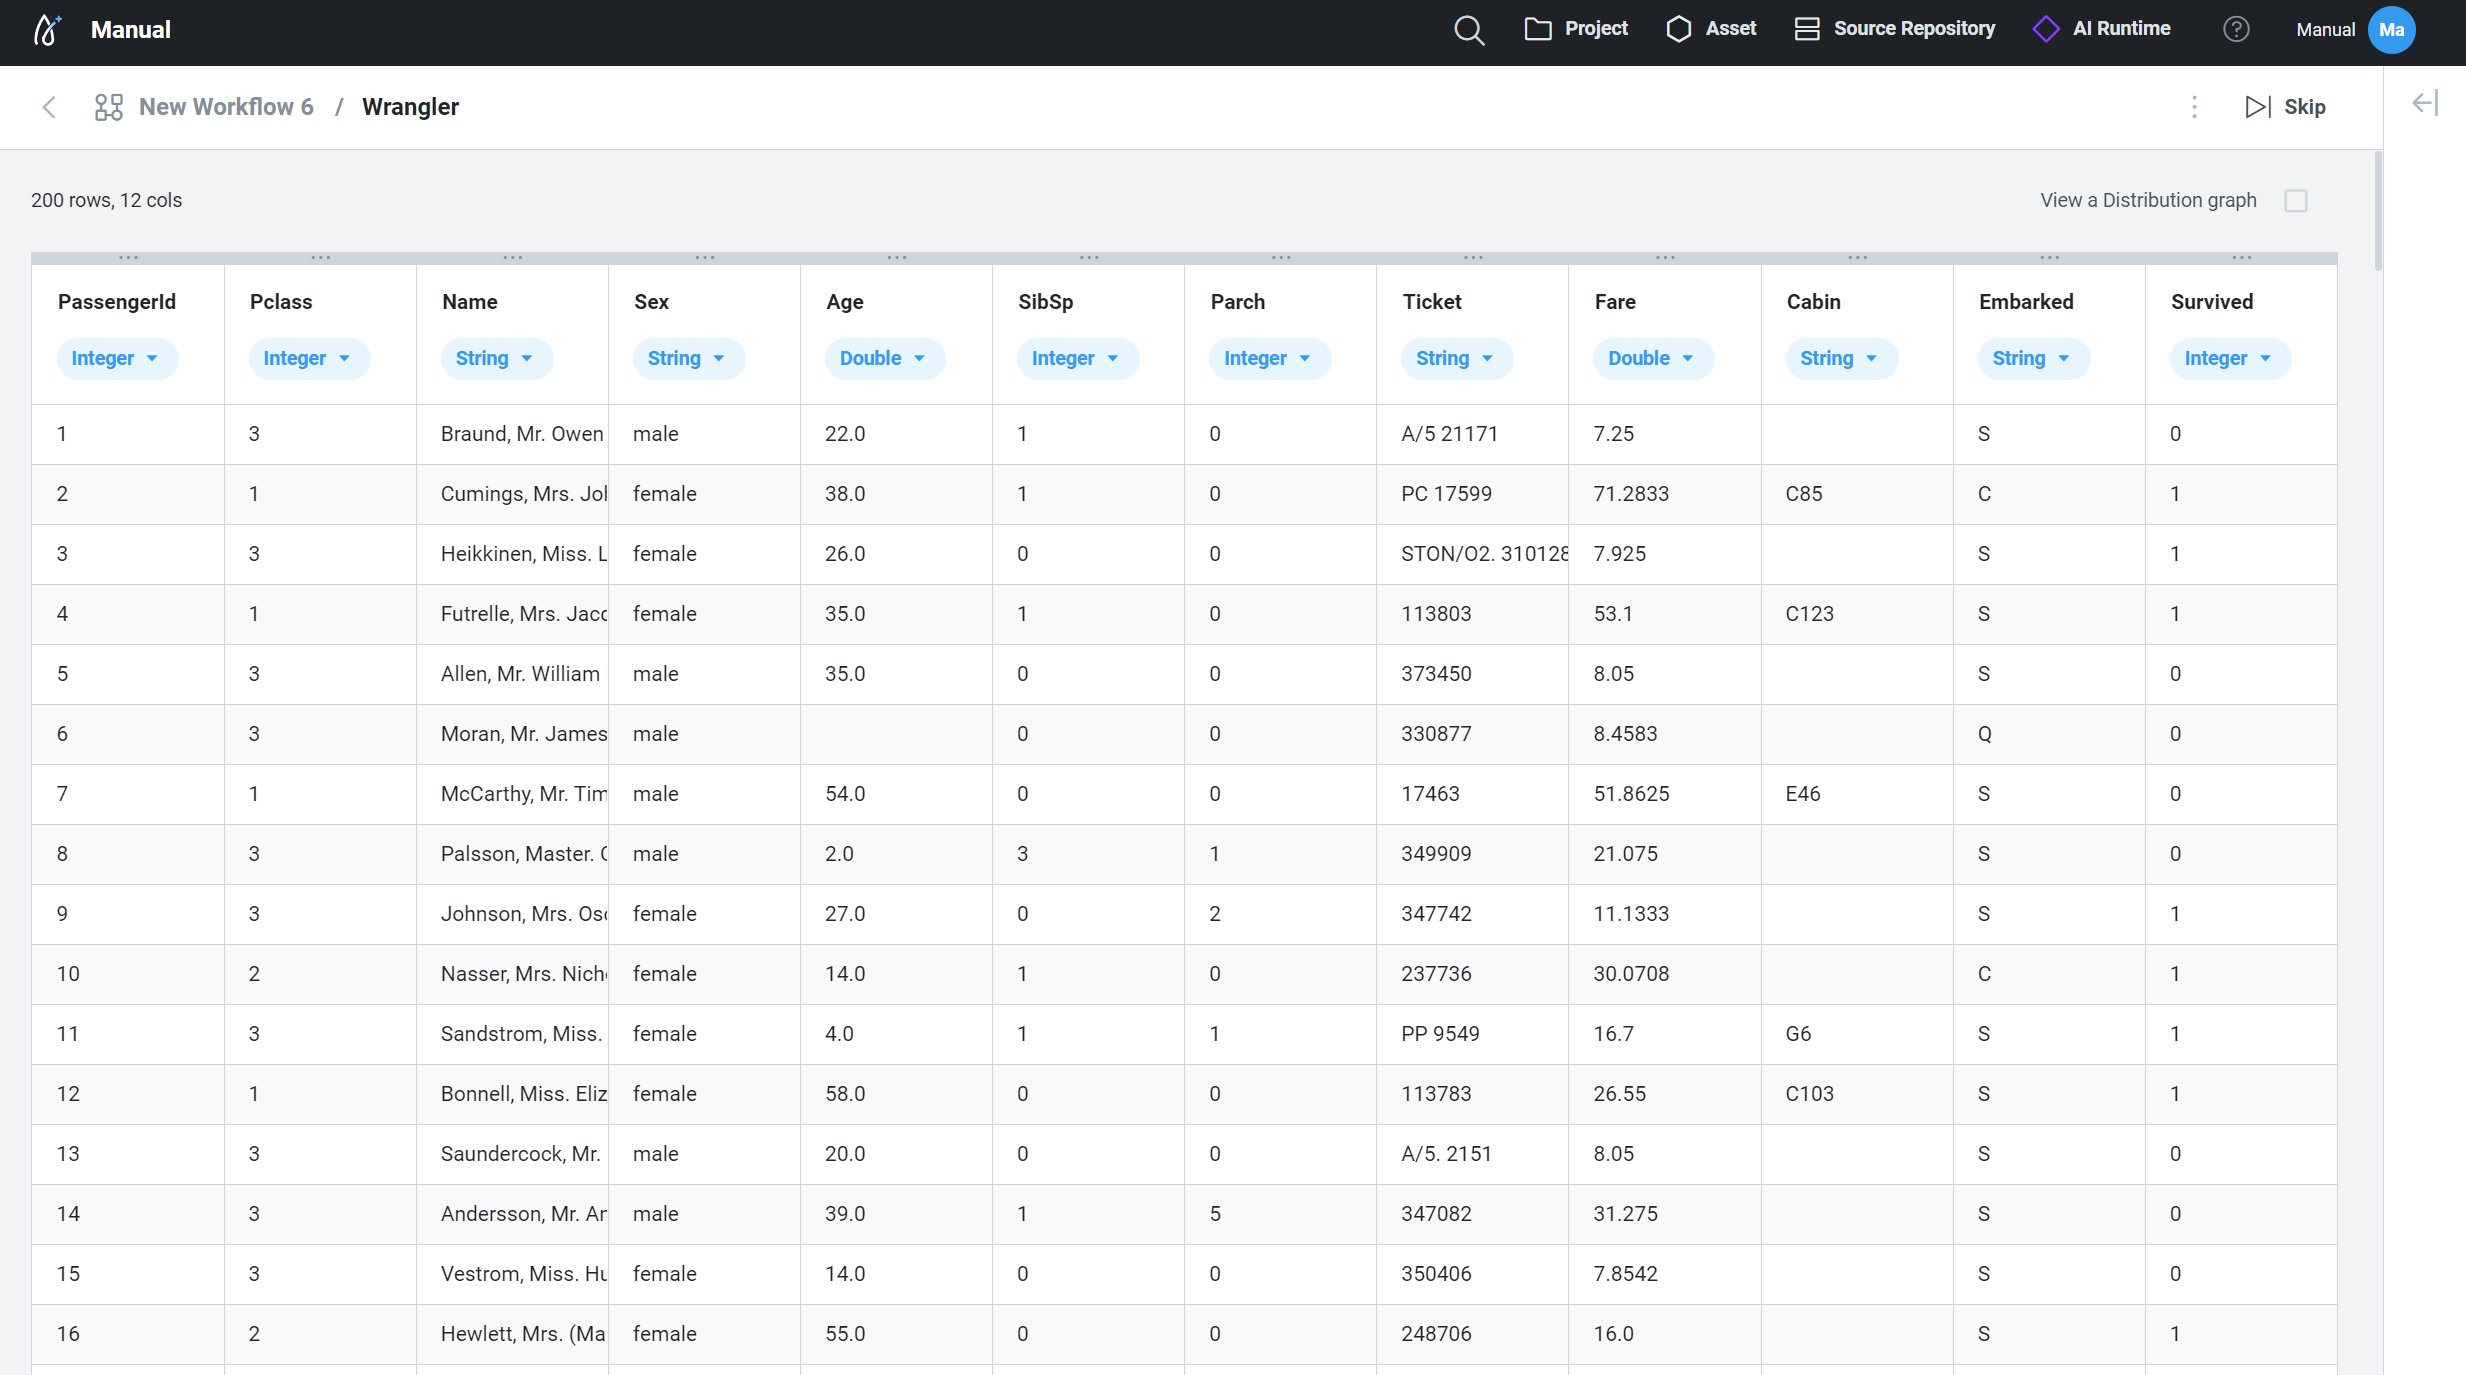 Manual Project Asset Source Repository AI Runtime ? Manual Ma
New Workflow 6 / Wrangler Skip
200 rows, 12 cols View a Distribution graph
PassengerId Pclass Name Sex Age SibSp Parch Ticket Fare Cabin Embarked Survived
Integer Integer String String Double Integer Integer String Double String String Integer
1 3 Braund, Mr. Owen male 22.0 1 0 A/5 21171 7.25 S 0
2 1 Cumings, Mrs. Joh female 38.0 1 0 PC 17599 71.2833 C85 C 1
3 3 Heikkinen, Miss. L female 26.0 0 0 STON/O2. 310128 7.925 S 1
4 1 Futrelle, Mrs. Jacq female 35.0 1 0 113803 53.1 C123 S 1
5 3 Allen, Mr. William male 35.0 0 0 373450 8.05 S 0
6 3 Moran, Mr. James male 0 0 330877 8.4583 Q 0
7 1 McCarthy, Mr. Tim male 54.0 0 0 17463 51.8625 E46 S 0
8 3 Palsson, Master. G male 2.0 3 1 349909 21.075 S 0
9 3 Johnson, Mrs. Osc female 27.0 0 2 347742 11.1333 S 1
10 2 Nasser, Mrs. Nicho female 14.0 1 0 237736 30.0708 C 1
11 3 Sandstrom, Miss. female 4.0 1 1 PP 9549 16.7 G6 S 1
12 1 Bonnell, Miss. Eliz female 58.0 0 0 113783 26.55 C103 S 1
13 3 Saundercock, Mr. male 20.0 0 0 A/5. 2151 8.05 S 0
14 3 Andersson, Mr. An male 39.0 1 5 347082 31.275 S 0
15 3 Vestrom, Miss. Hu female 14.0 0 0 350406 7.8542 S 0
16 2 Hewlett, Mrs. (Ma female 55.0 0 0 248706 16.0 S 1